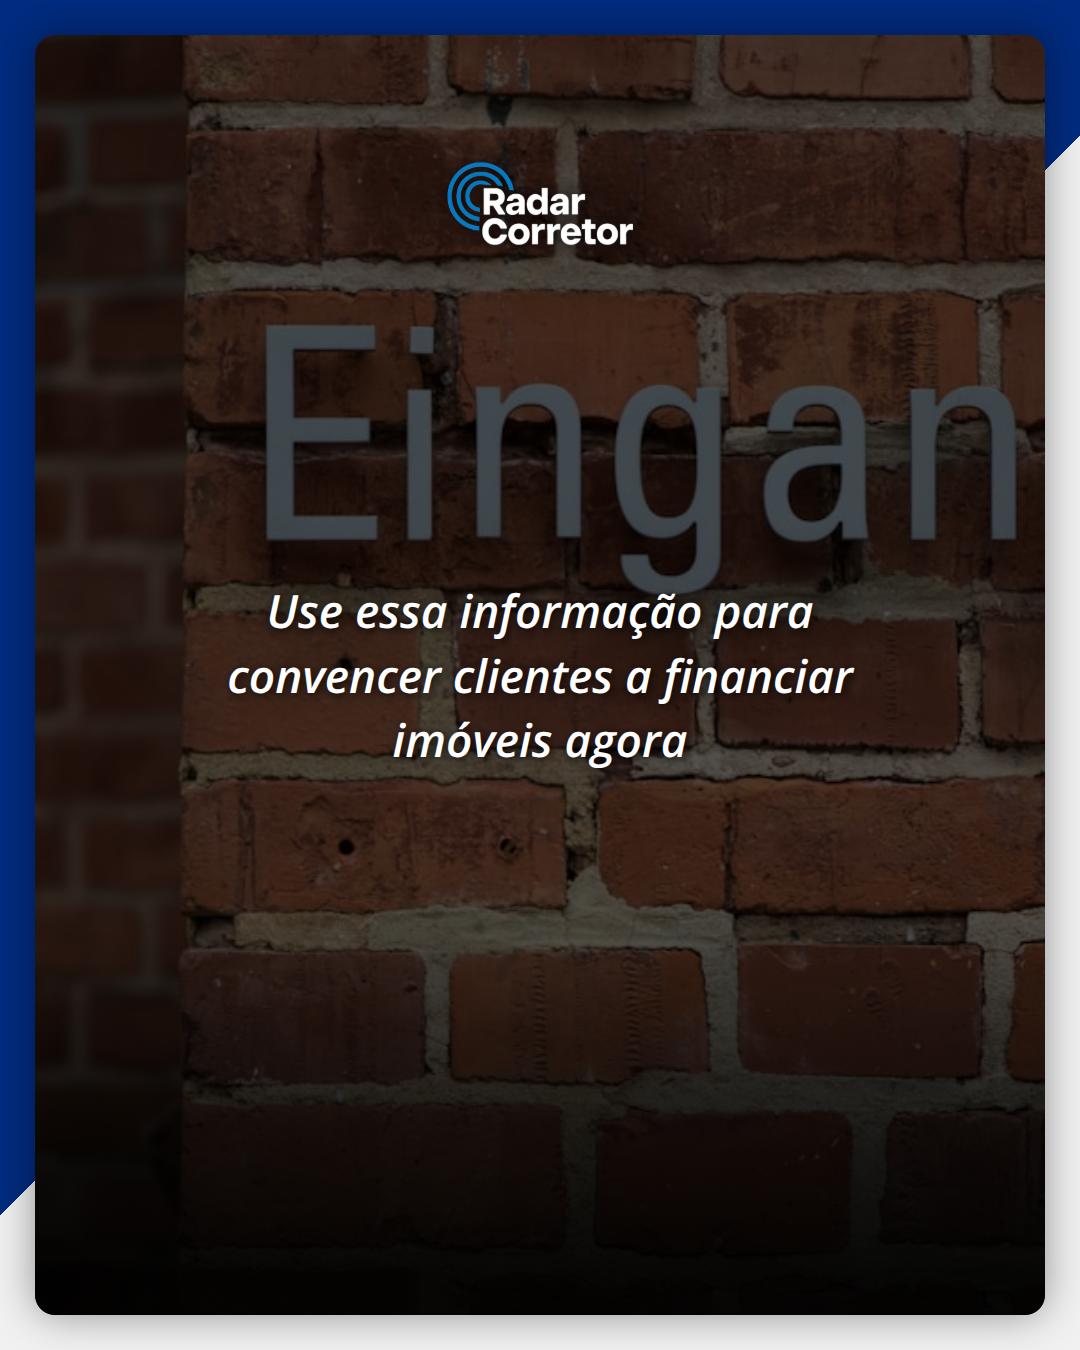 Radar
Corretor
Eingan
Use essa informação para
convencer clientes a financiar
imóveis agora